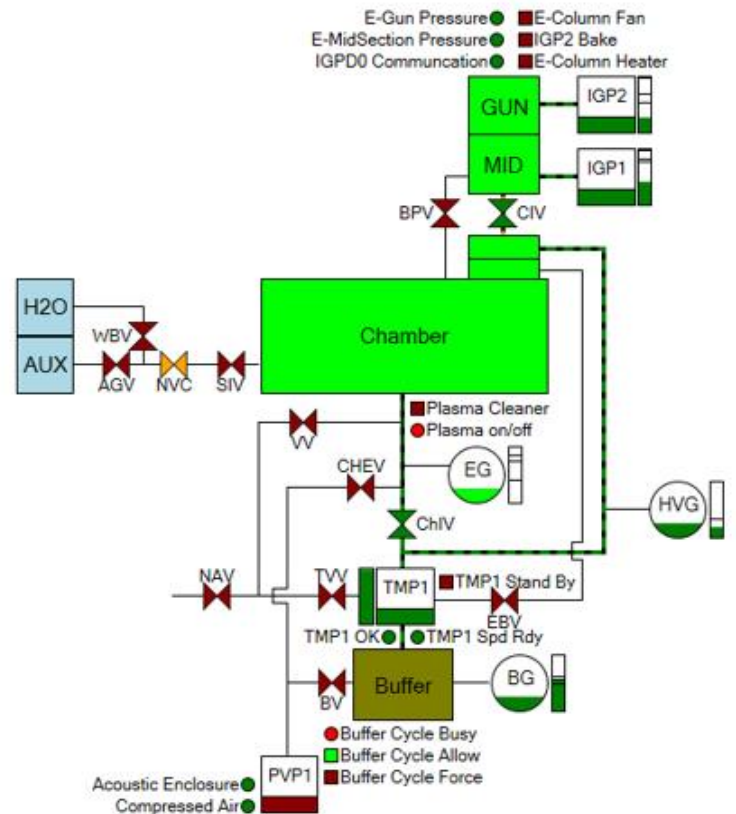 E-Gun Pressure E-Column Fan
E-MidSection Pressure IGP2 Bake
IGPD0 Communcation E-Column Heater
GUN IGP2
MID IGP1
BPV CIV
H2O
WBV
Chamber
AUX
AGV NVC SIV
Plasma Cleaner
Plasma on/off
VV
CHEV EG
HVG
ChIV
NAV TVV TMP1 TMP1 Stand By
EBV
TMP1 OK TMP1 Spd Rdy
Buffer BG
BV
Buffer Cycle Busy
Buffer Cycle Allow
PVP1 Buffer Cycle Force
Acoustic Enclosure
Compressed Air